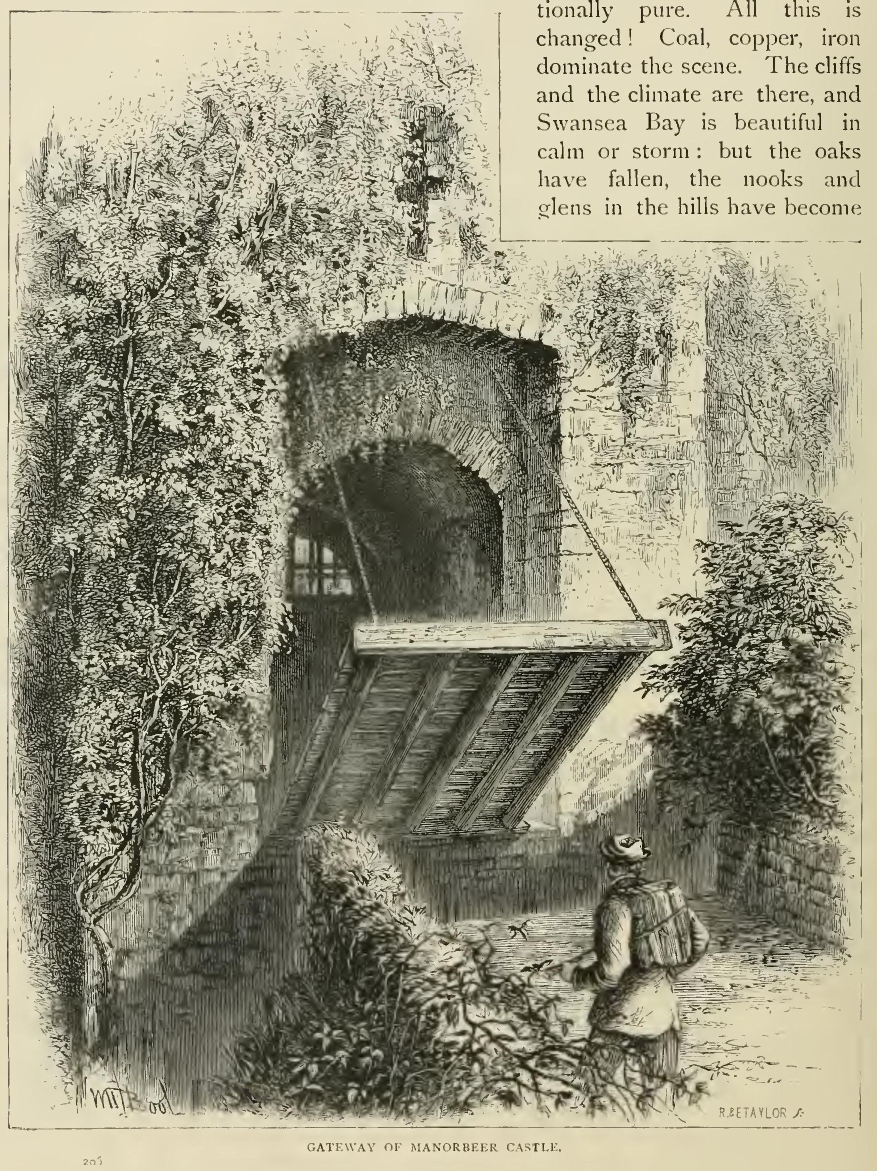 tionally pure. All this is
changed! Coal, copper, iron
dominate the scene. The cliffs
and the climate are there, and
Swansea Bay is beautiful in
calm or storm: but the oaks
have fallen, the nooks and
glens in the hills have become
R. & E. TAYLOR S.
GATEWAY OF MANORBEER CASTLE.